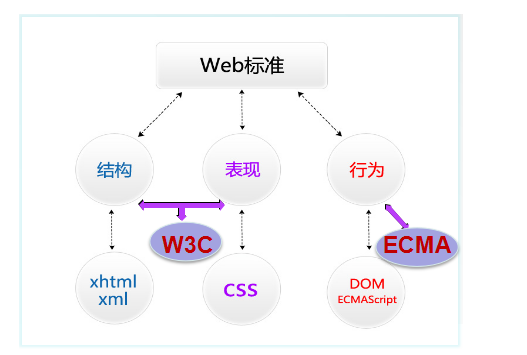 Web标准
结构
表现
行为
W3C
ECMA
xhtml
xml
CSS
DOM
ECMAScript